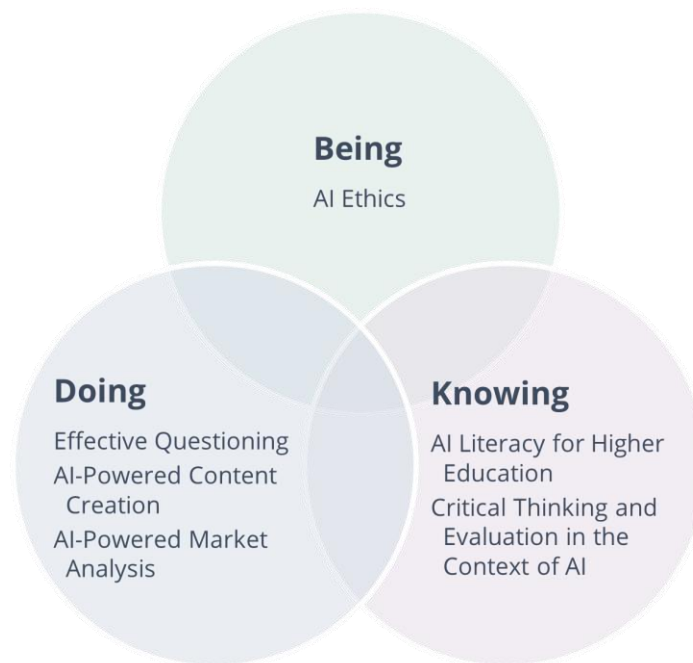 Being
AI Ethics
Doing
Effective Questioning
AI-Powered Content
Creation
AI-Powered Market
Analysis
Knowing
AI Literacy for Higher
Education
Critical Thinking and
Evaluation in the
Context of AI